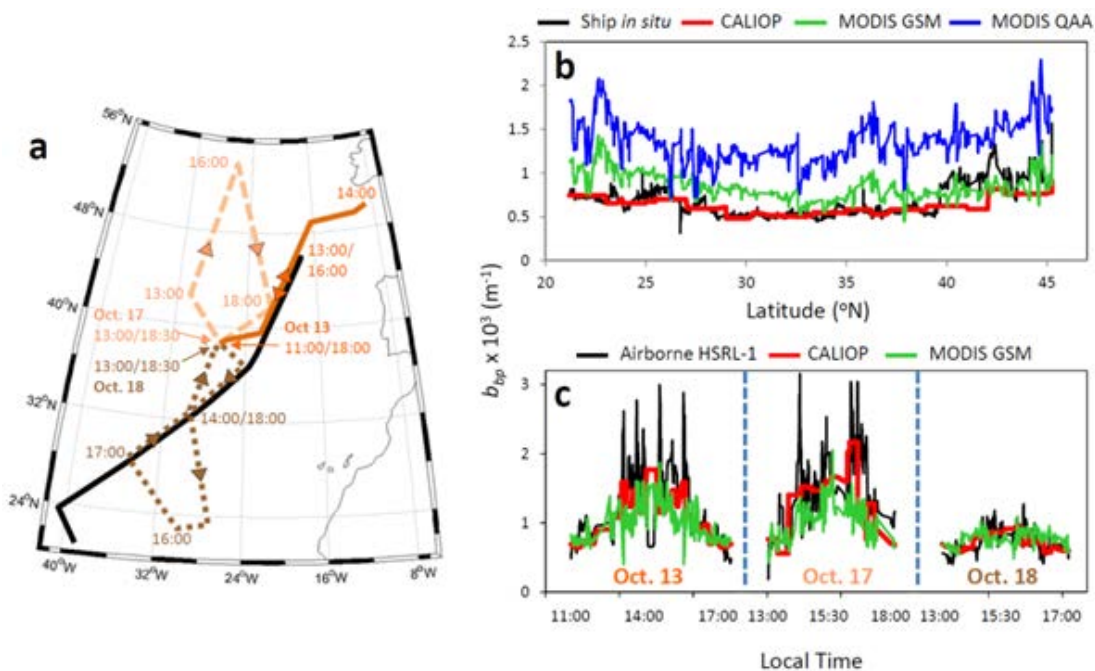 a
56°N
48°N
40°N
32°N
24°N
40°W
32°W
24°W
16°W
8°W
16:00
14:00
13:00/
16:00
13:00
18:00
Oct. 17
13:00/18:30
Oct 13
11:00/18:00
13:00/18:30
Oct. 18
14:00/18:00
17:00
16:00
Ship in situ CALIOP MODIS GSM MODIS QAA
b
2.5
2
1.5
1
0.5
0
20 25 30 35 40 45
Latitude (°N)
b_bp x 10³ (m⁻¹)
Airborne HSRL-1 CALIOP MODIS GSM
c
3
2
1
0
Oct. 13 Oct. 17 Oct. 18
11:00 14:00 17:00 13:00 15:30 18:00 13:00 15:30 17:00
Local Time